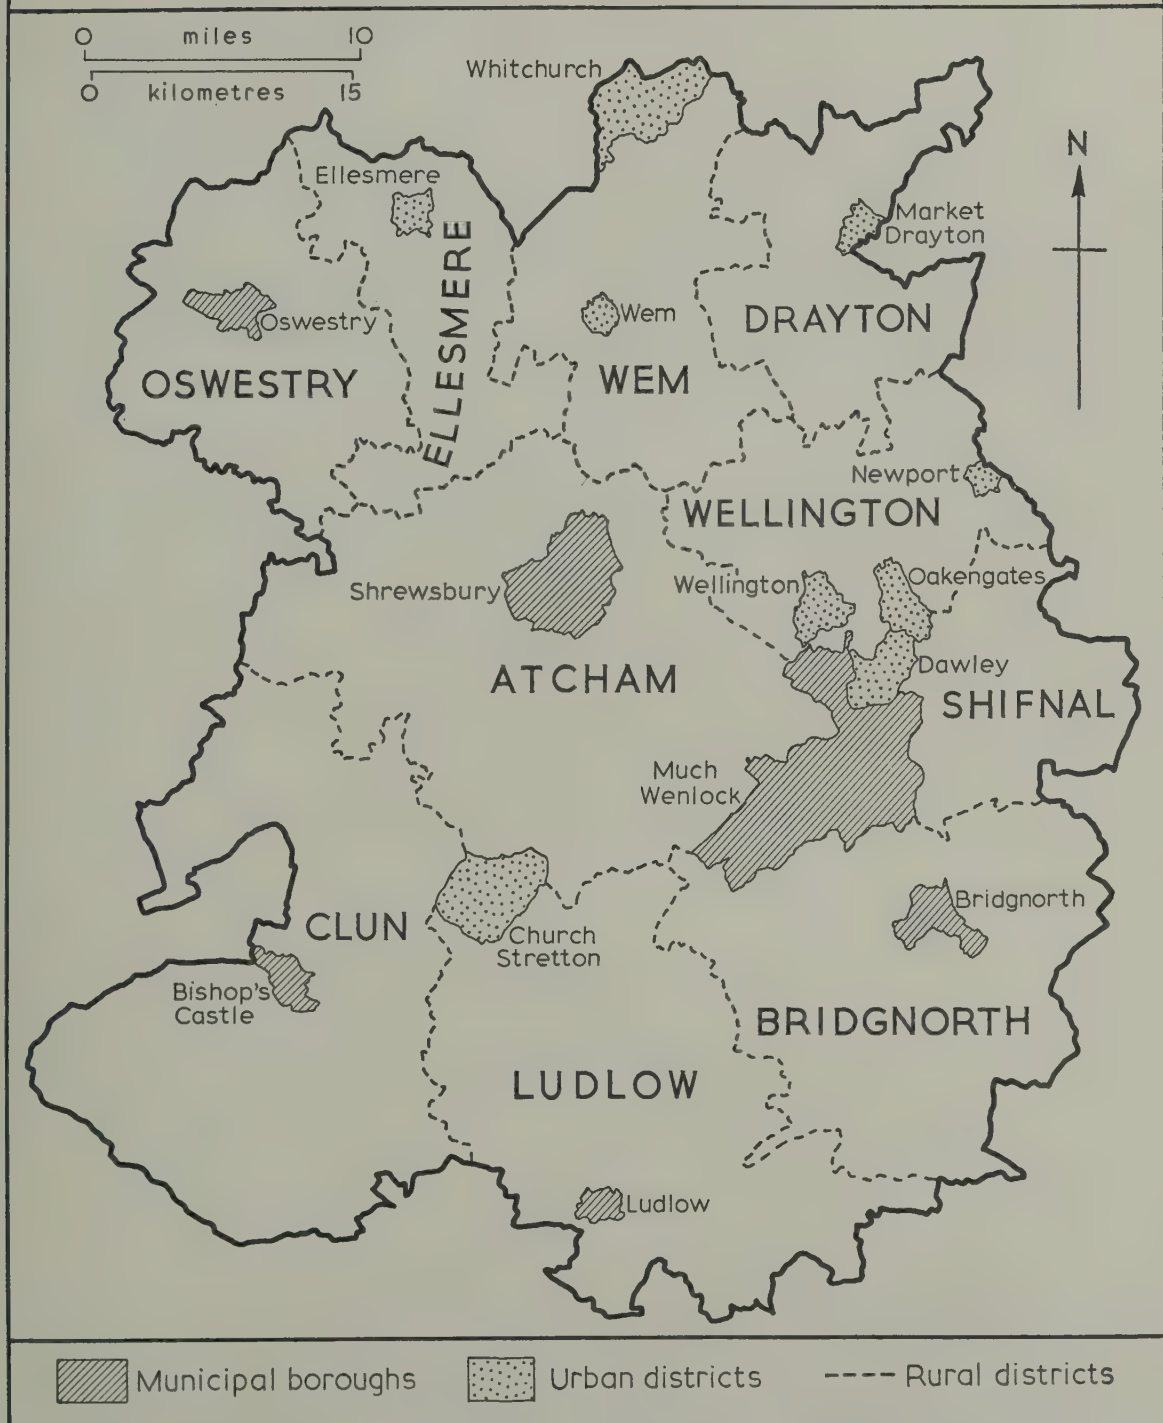 0 miles 10
0 kilometres 15
Whitchurch
N
Ellesmere
Market
Drayton
ELLESMERE
Oswestry
Wem
DRAYTON
OSWESTRY
WEM
Newport
WELLINGTON
Shrewsbury
Wellington
Oakengates
ATCHAM
Dawley
SHIFNAL
Much
Wenlock
Bridgnorth
CLUN
Church
Stretton
Bishop's
Castle
BRIDGNORTH
LUDLOW
Ludlow
Municipal boroughs
Urban districts
Rural districts